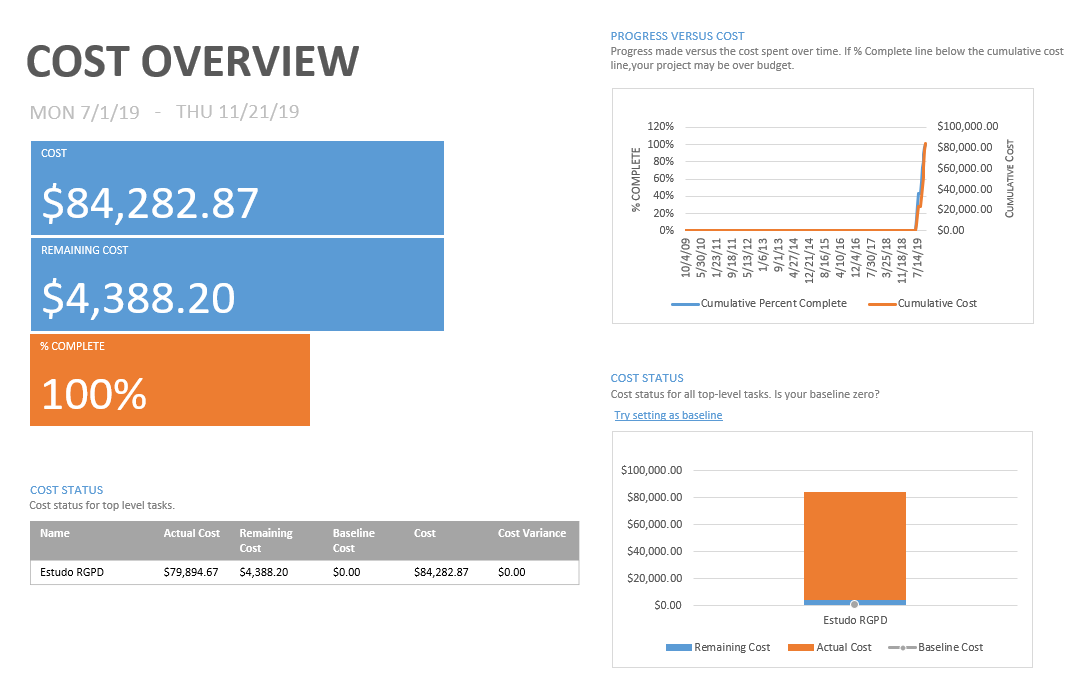 COST OVERVIEW
MON 7/1/19 - THU 11/21/19
COST
$84,282.87
REMAINING COST
$4,388.20
% COMPLETE
100%
COST STATUS
Cost status for top level tasks.
Name Actual Cost Remaining Cost Baseline Cost Cost Cost Variance
Estudo RGPD $79,894.67 $4,388.20 $0.00 $84,282.87 $0.00
PROGRESS VERSUS COST
Progress made versus the cost spent over time. If % Complete line below the cumulative cost
line,your project may be over budget.
% COMPLETE
120%
100%
80%
60%
40%
20%
0%
$100,000.00
$80,000.00
$60,000.00
$40,000.00
$20,000.00
$0.00
CUMULATIVE COST
10/4/09
5/30/10
1/23/11
9/18/11
5/13/12
1/6/13
9/1/13
4/27/14
12/21/14
8/16/15
4/10/16
12/4/16
7/30/17
3/25/18
11/18/18
7/14/19
Cumulative Percent Complete Cumulative Cost
COST STATUS
Cost status for all top-level tasks. Is your baseline zero?
Try setting as baseline
$100,000.00
$80,000.00
$60,000.00
$40,000.00
$20,000.00
$0.00
Estudo RGPD
Remaining Cost Actual Cost Baseline Cost